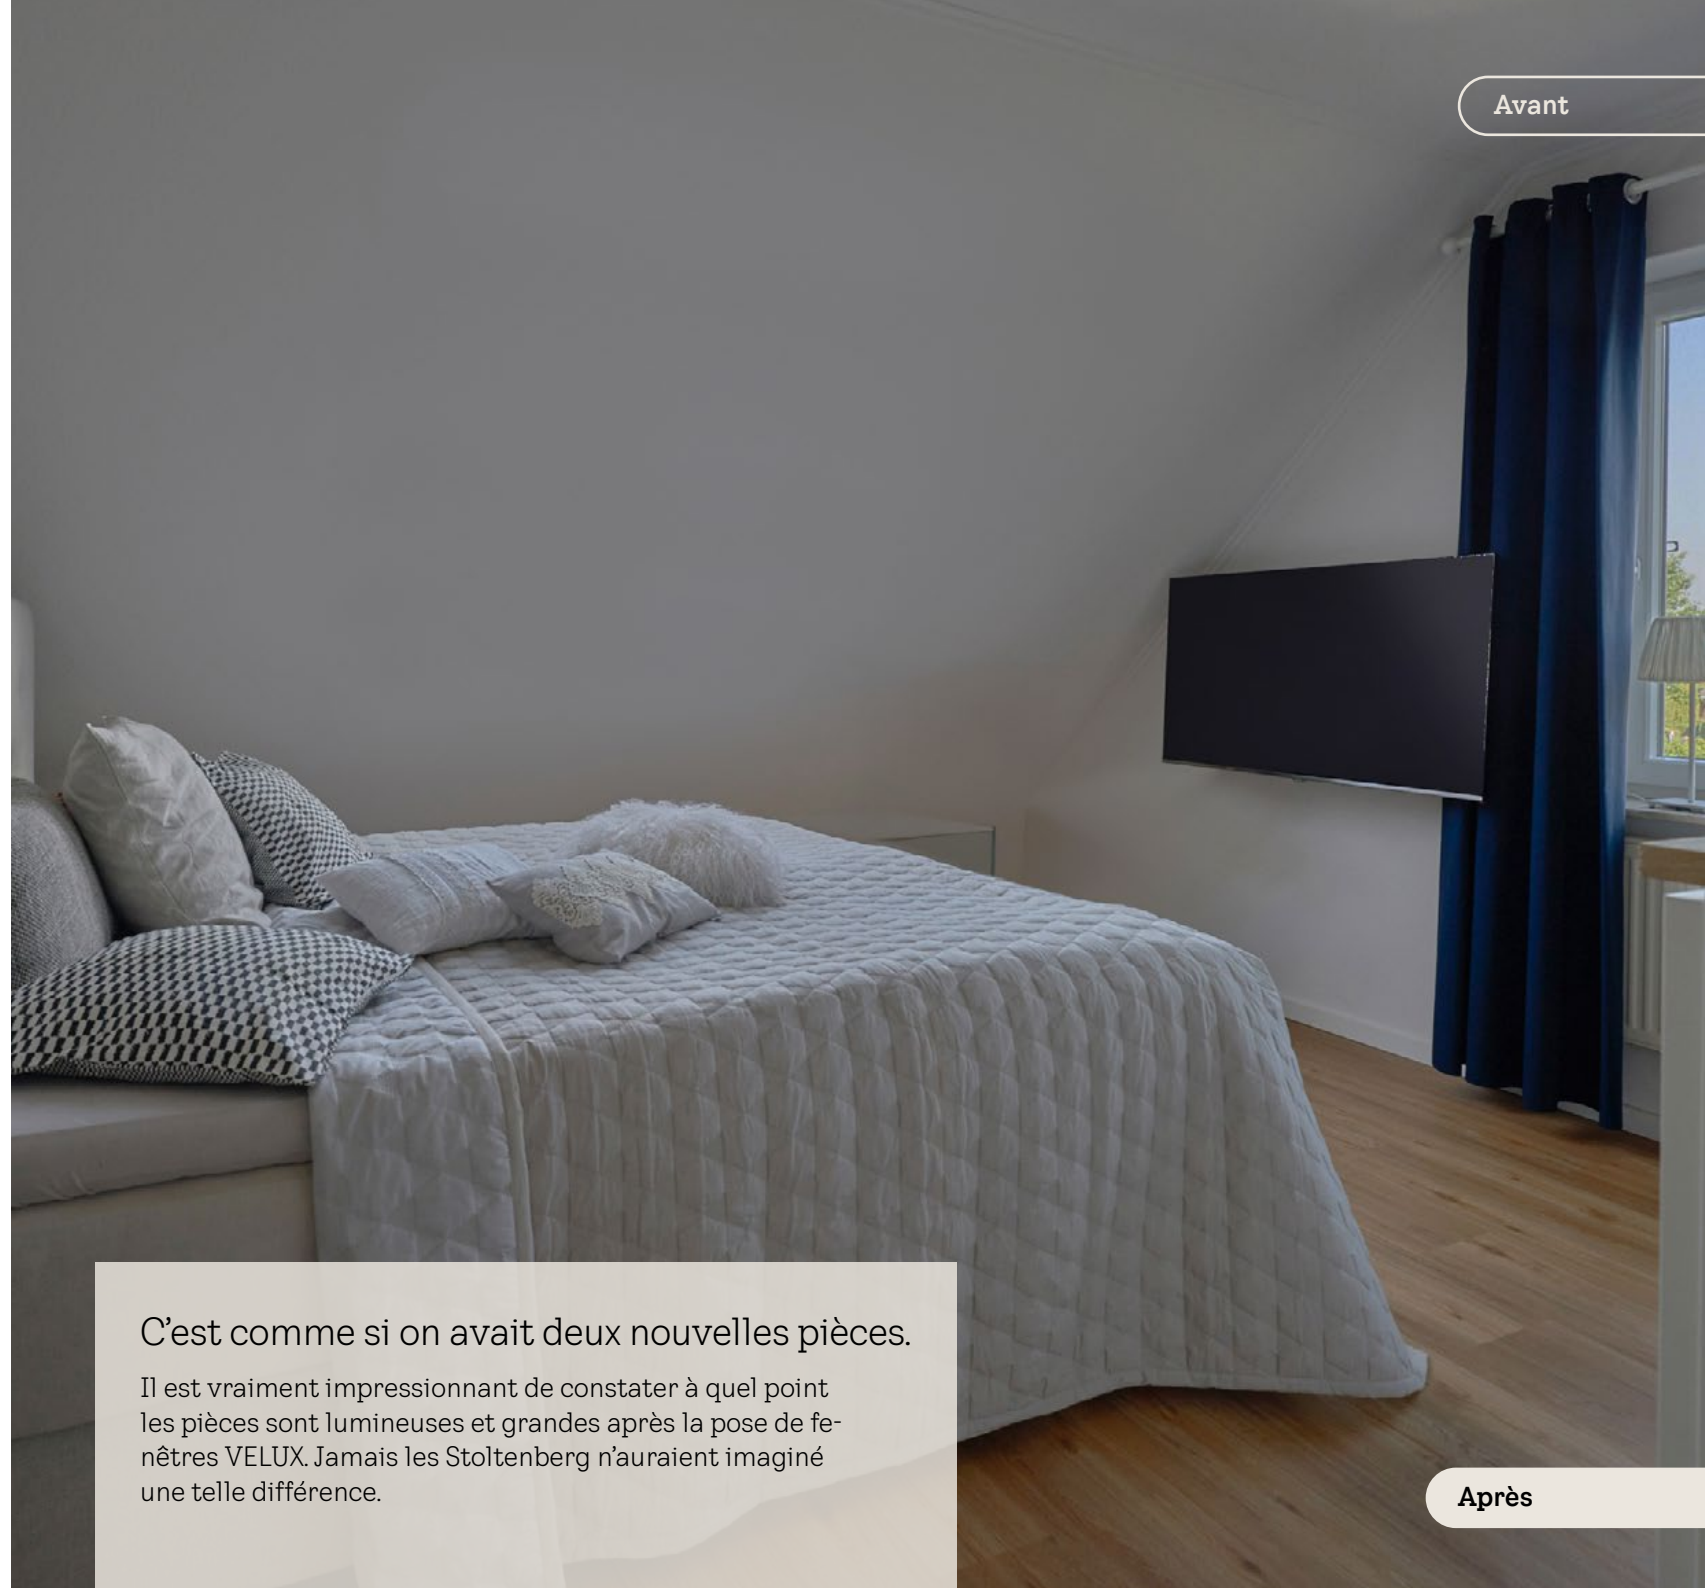 Avant
C’est comme si on avait deux nouvelles pièces.
Il est vraiment impressionnant de constater à quel point
les pièces sont lumineuses et grandes après la pose de fe-
nêtres VELUX. Jamais les Stoltenberg n’auraient imaginé
une telle différence.
Après